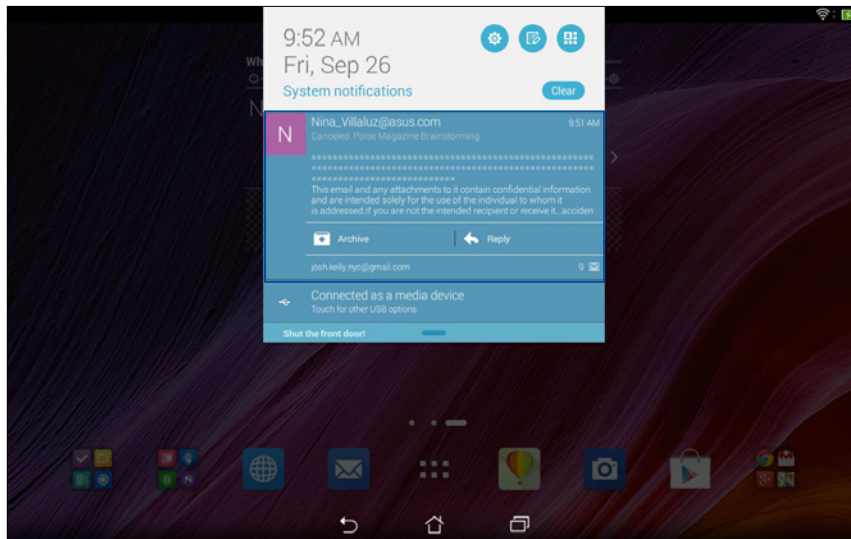 9:52 AM
Fri, Sep 26
System notifications
Clear
Wh
N
N
Nina_Villaluz@asus.com
9:51 AM
Canceled: Poise Magazine Brainstorming
=====================================================
=====================================================
===========================
This email and any attachments to it contain confidential information
and are intended solely for the use of the individual to whom it
is addressed.If you are not the intended recipient or receive it...acciden
Archive
Reply
josh.kelly.nyc@gmail.com
9
Connected as a media device
Touch for other USB options.
Shut the front door!